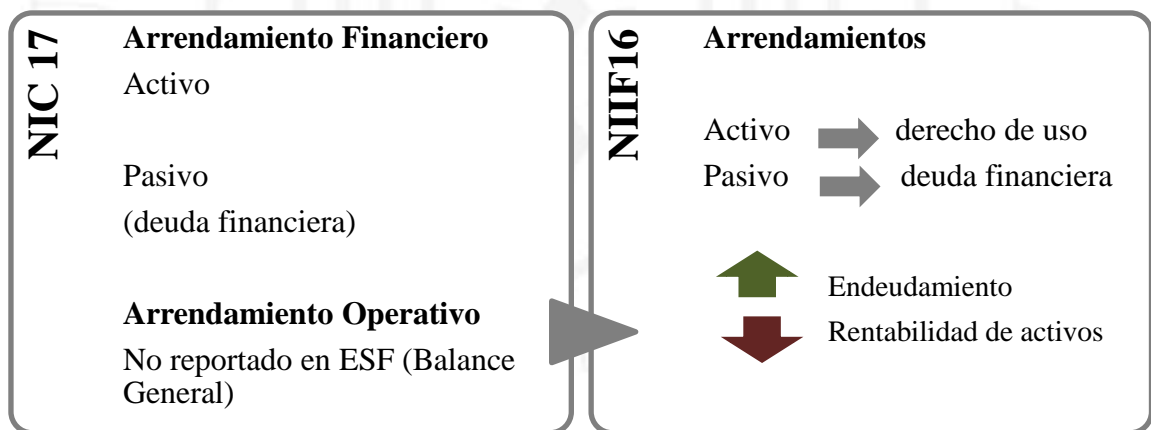 NIC 17
Arrendamiento Financiero
Activo
Pasivo
(deuda financiera)
Arrendamiento Operativo
No reportado en ESF (Balance
General)
NIIF16
Arrendamientos
Activo derecho de uso
Pasivo deuda financiera
Endeudamiento
Rentabilidad de activos